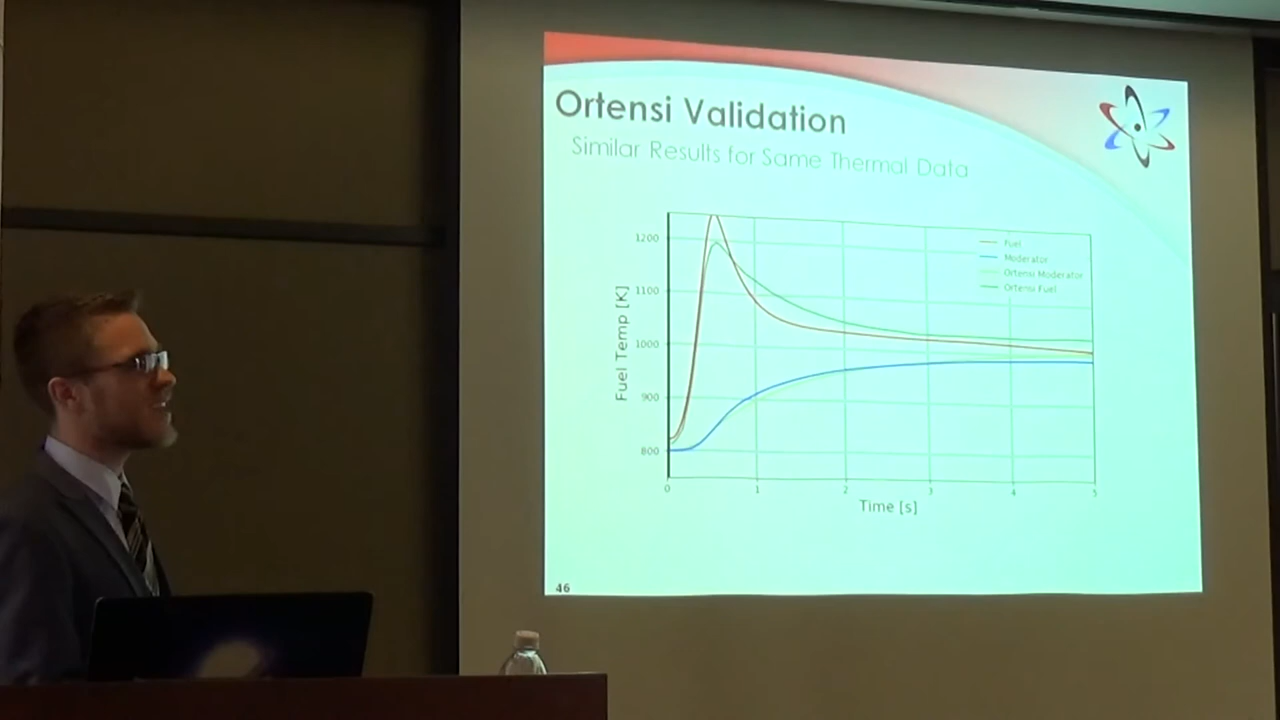 Ortensi Validation
Similar Results for Same Thermal Data
1200
1100
1000
900
800
Fuel Temp [K]
Fuel
Moderator
Ortensi Moderator
Ortensi Fuel
0 1 2 3 4 5
Time [s]
46